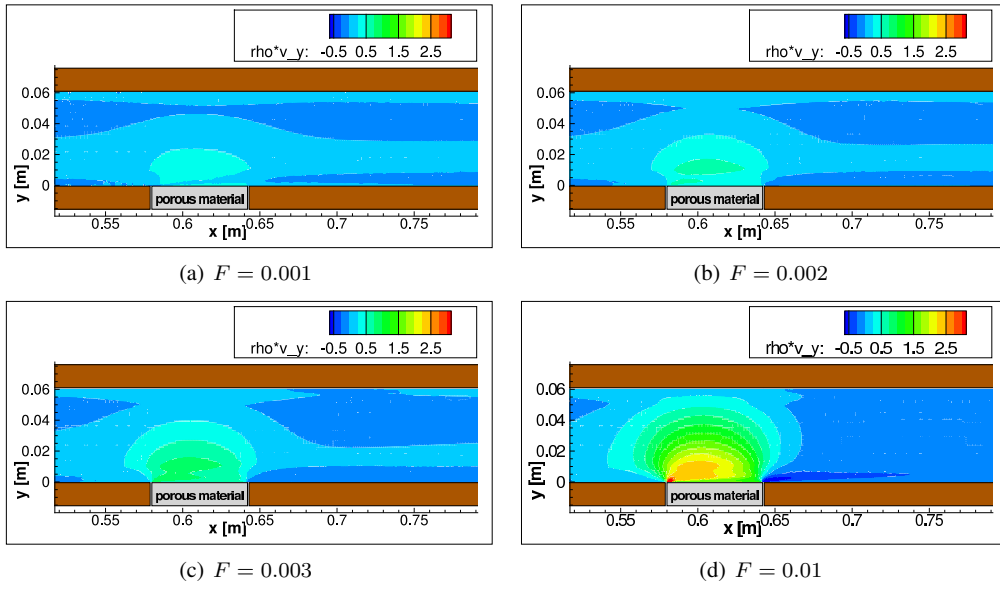 rho*v_y: -0.5 0.5 1.5 2.5
y [m]
0.06
0.04
0.02
0
porous material
0.55 0.6 0.65 0.7 0.75
x [m]
(a) F = 0.001
rho*v_y: -0.5 0.5 1.5 2.5
y [m]
0.06
0.04
0.02
0
porous material
0.55 0.6 0.65 0.7 0.75
x [m]
(b) F = 0.002
rho*v_y: -0.5 0.5 1.5 2.5
y [m]
0.06
0.04
0.02
0
porous material
0.55 0.6 0.65 0.7 0.75
x [m]
(c) F = 0.003
rho*v_y: -0.5 0.5 1.5 2.5
y [m]
0.06
0.04
0.02
0
porous material
0.55 0.6 0.65 0.7 0.75
x [m]
(d) F = 0.01